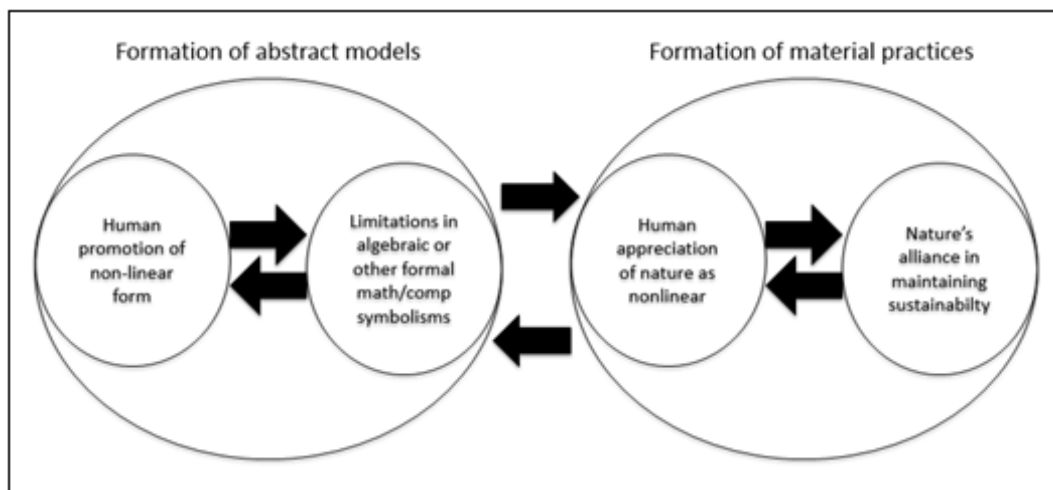 Formation of abstract models
Formation of material practices
Human
promotion of
non-linear
form
Limitations in
algebraic or
other formal
math/comp
symbolisms
Human
appreciation
of nature as
nonlinear
Nature's
alliance in
maintaining
sustainabilty